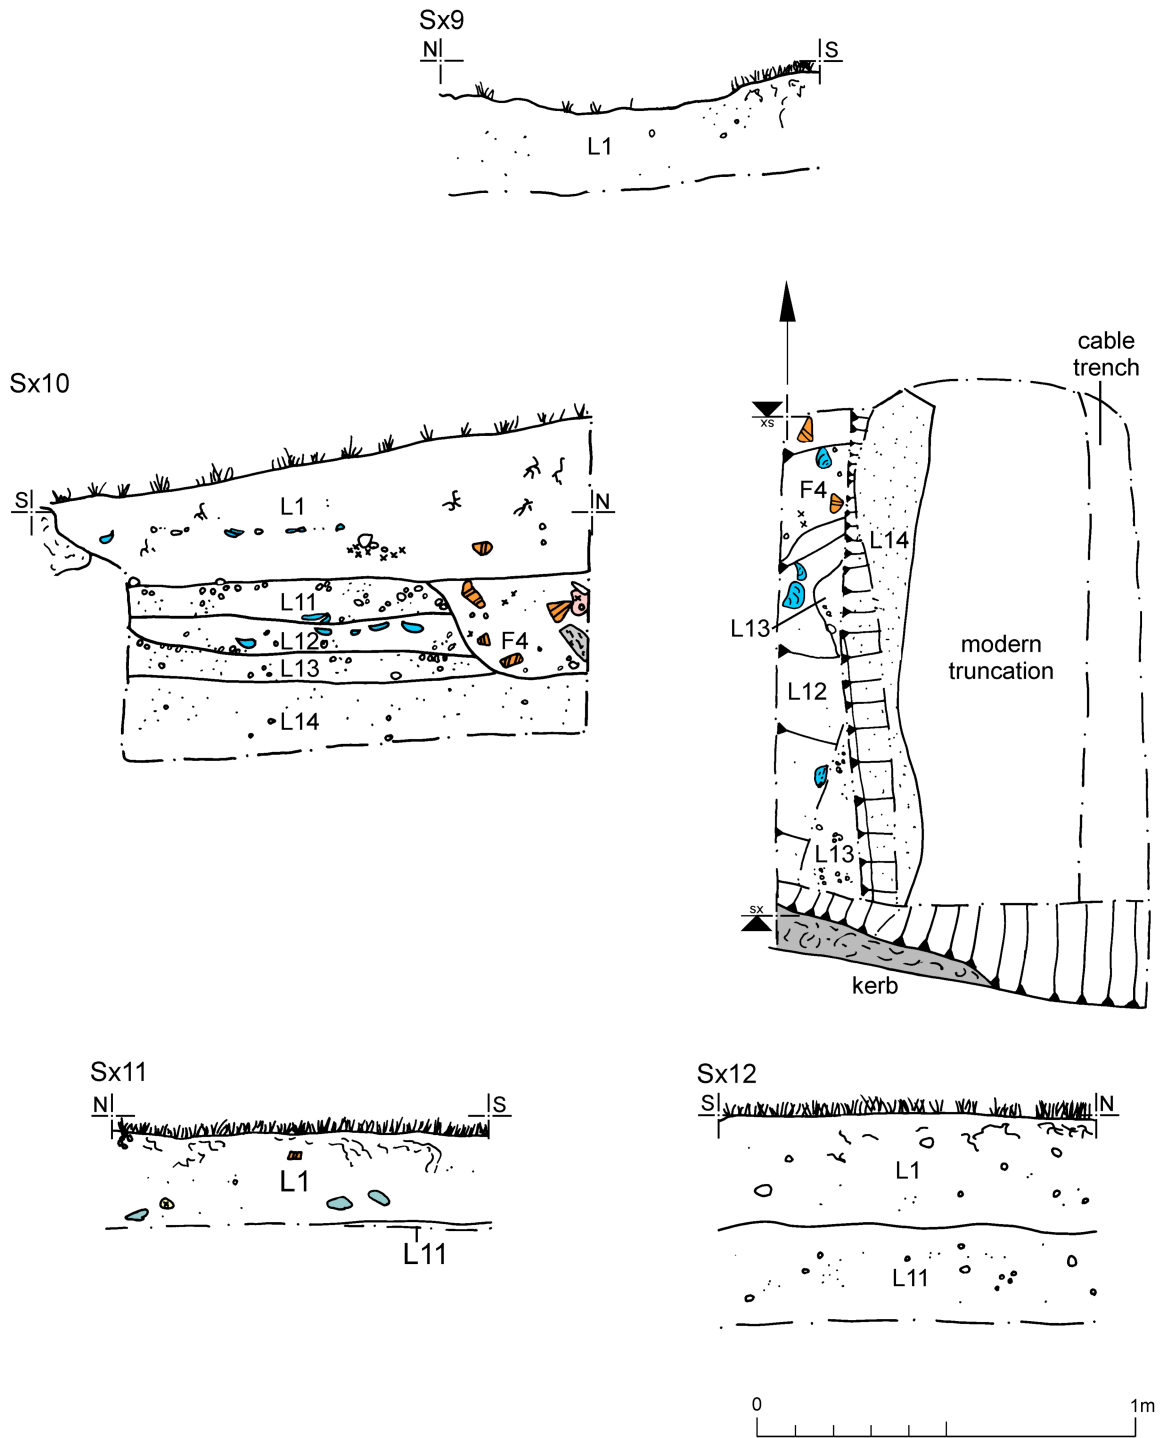 Sx9
N
S
L1
cable
trench
Sx10
xs
S
L1
N
F4
L14
L11
L12
F4
L13
L13
L14
modern
truncation
L12
L13
sx
kerb
Sx11
N
S
L1
L11
Sx12
S
N
L1
L11
0
1m